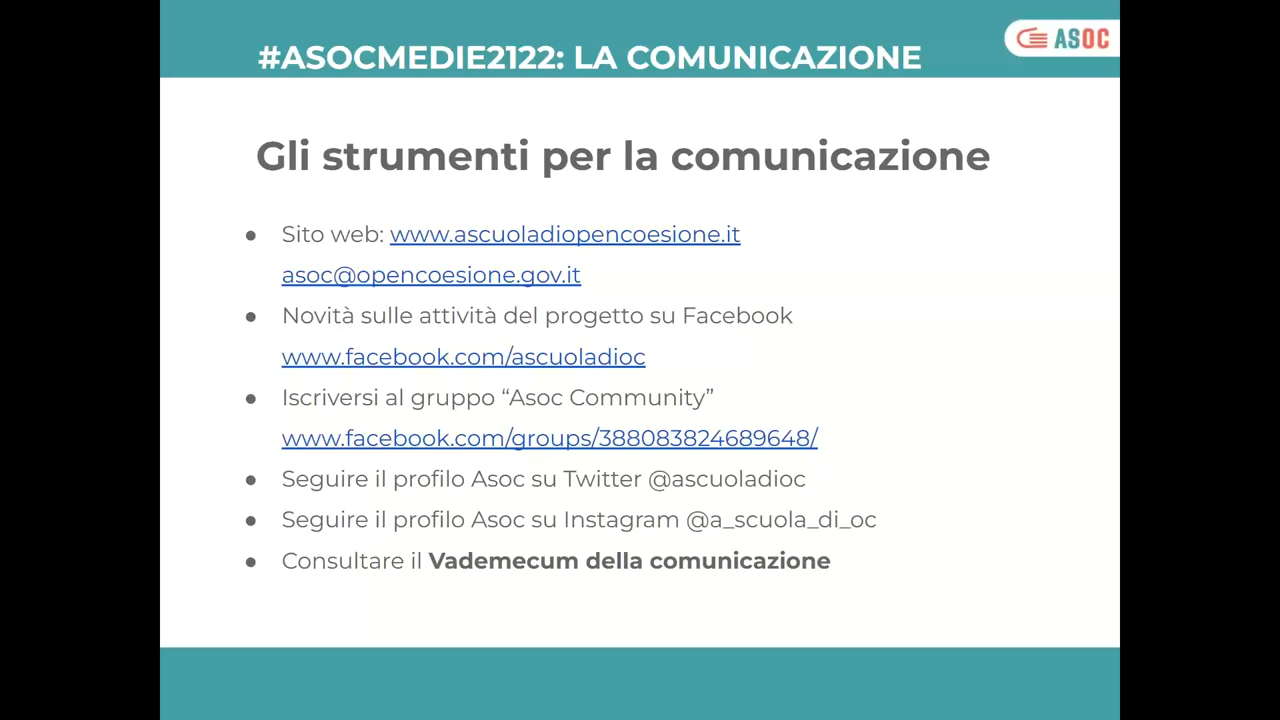 #ASOCMEDIE2122: LA COMUNICAZIONE
ASOC
Gli strumenti per la comunicazione
● Sito web: www.ascuoladiopencoesione.it
asoc@opencoesione.gov.it
● Novità sulle attività del progetto su Facebook
www.facebook.com/ascuoladioc
● Iscriversi al gruppo “Asoc Community”
www.facebook.com/groups/388083824689648/
● Seguire il profilo Asoc su Twitter @ascuoladioc
● Seguire il profilo Asoc su Instagram @a_scuola_di_oc
● Consultare il Vademecum della comunicazione